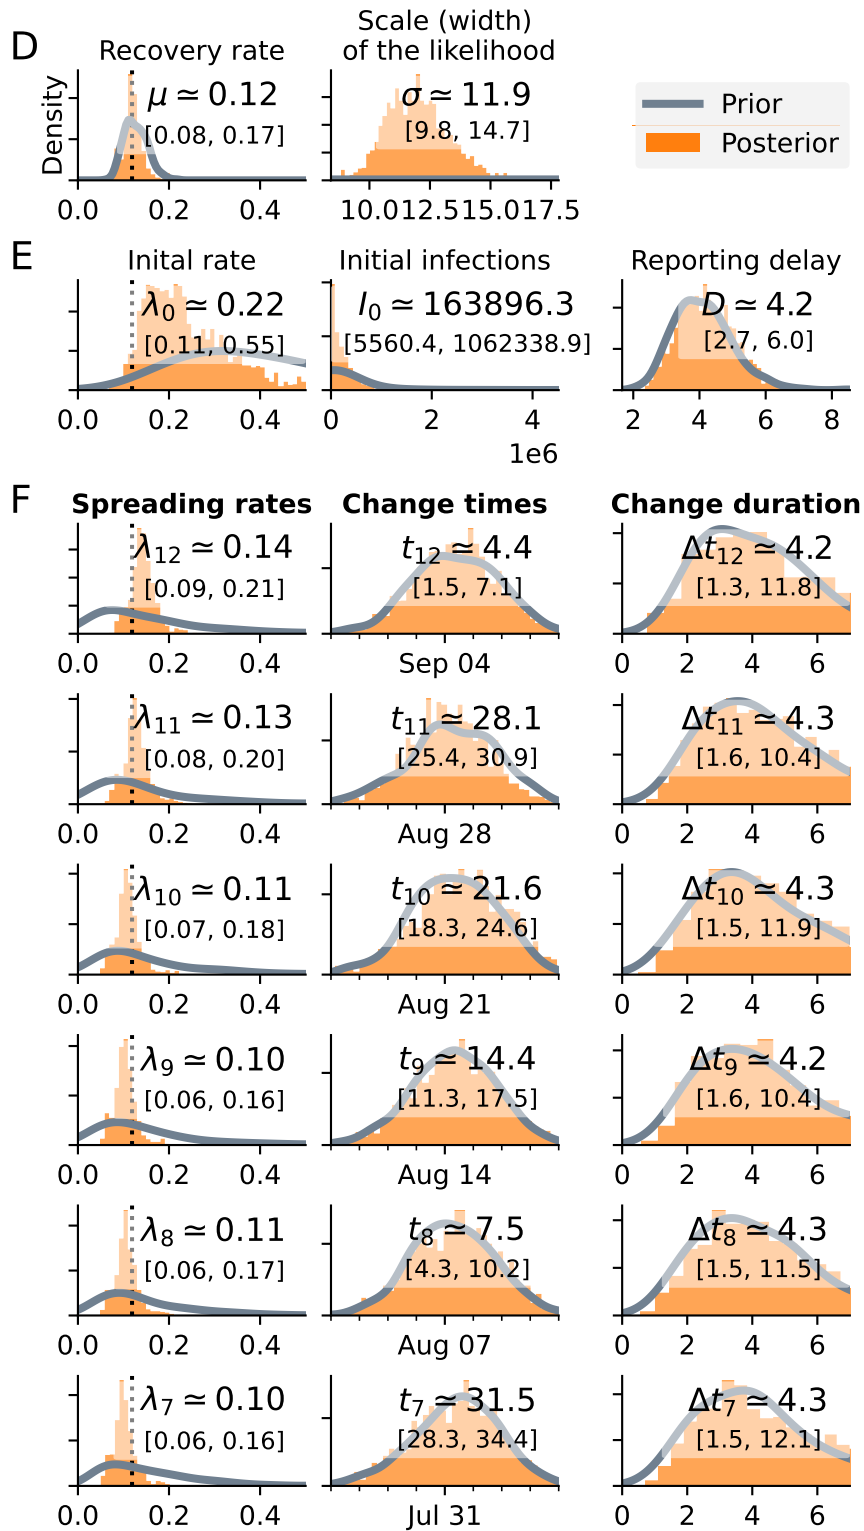 D
Recovery rate
Scale (width)
of the likelihood
Density
μ ≃ 0.12
[0.08, 0.17]
0.0 0.2 0.4
σ ≃ 11.9
[9.8, 14.7]
10.0 12.5 15.0 17.5
Prior
Posterior
E
Inital rate
λ0 ≃ 0.22
[0.11, 0.55]
0.0 0.2 0.4
Initial infections
I0 ≃ 163896.3
[5560.4, 1062338.9]
0 2 4
1e6
Reporting delay
D ≃ 4.2
[2.7, 6.0]
2 4 6 8
F
Spreading rates
Change times
Change duration
λ12 ≃ 0.14
[0.09, 0.21]
0.0 0.2 0.4
t12 ≃ 4.4
[1.5, 7.1]
Sep 04
Δt12 ≃ 4.2
[1.3, 11.8]
0 2 4 6
λ11 ≃ 0.13
[0.08, 0.20]
0.0 0.2 0.4
t11 ≃ 28.1
[25.4, 30.9]
Aug 28
Δt11 ≃ 4.3
[1.6, 10.4]
0 2 4 6
λ10 ≃ 0.11
[0.07, 0.18]
0.0 0.2 0.4
t10 ≃ 21.6
[18.3, 24.6]
Aug 21
Δt10 ≃ 4.3
[1.5, 11.9]
0 2 4 6
λ9 ≃ 0.10
[0.06, 0.16]
0.0 0.2 0.4
t9 ≃ 14.4
[11.3, 17.5]
Aug 14
Δt9 ≃ 4.2
[1.6, 10.4]
0 2 4 6
λ8 ≃ 0.11
[0.06, 0.17]
0.0 0.2 0.4
t8 ≃ 7.5
[4.3, 10.2]
Aug 07
Δt8 ≃ 4.3
[1.5, 11.5]
0 2 4 6
λ7 ≃ 0.10
[0.06, 0.16]
0.0 0.2 0.4
t7 ≃ 31.5
[28.3, 34.4]
Jul 31
Δt7 ≃ 4.3
[1.5, 12.1]
0 2 4 6